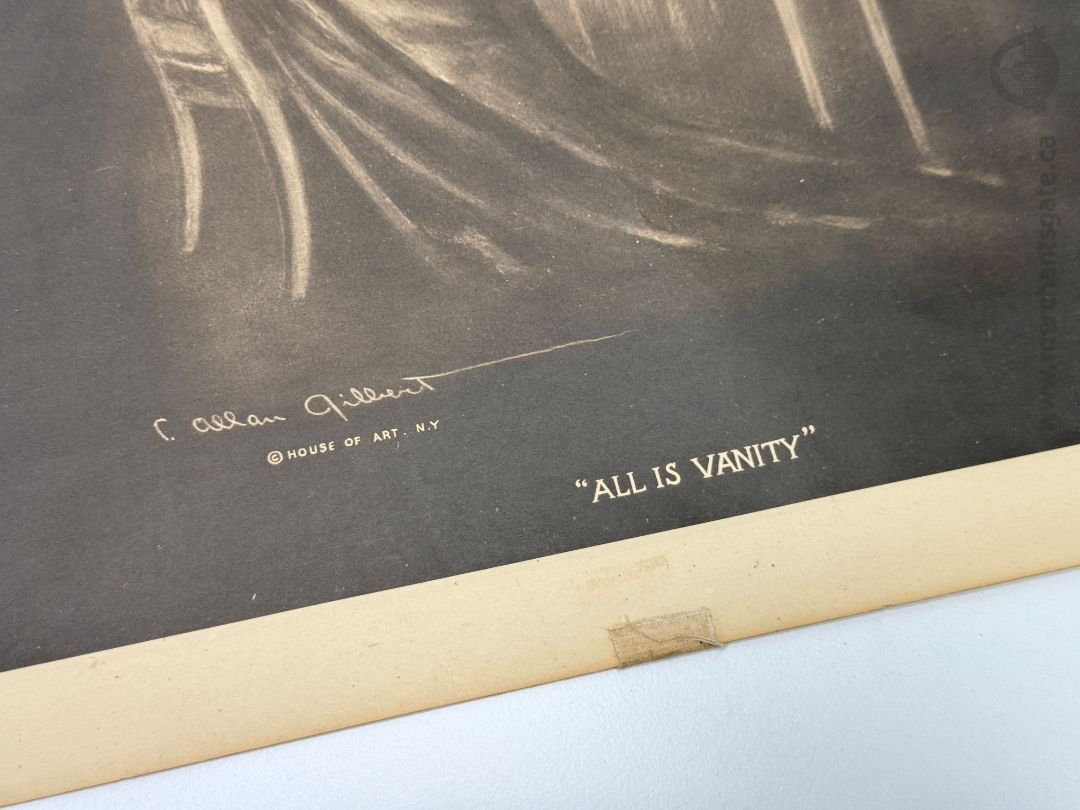 C. Allan Gilbert
© HOUSE OF ART. N.Y
“ALL IS VANITY”